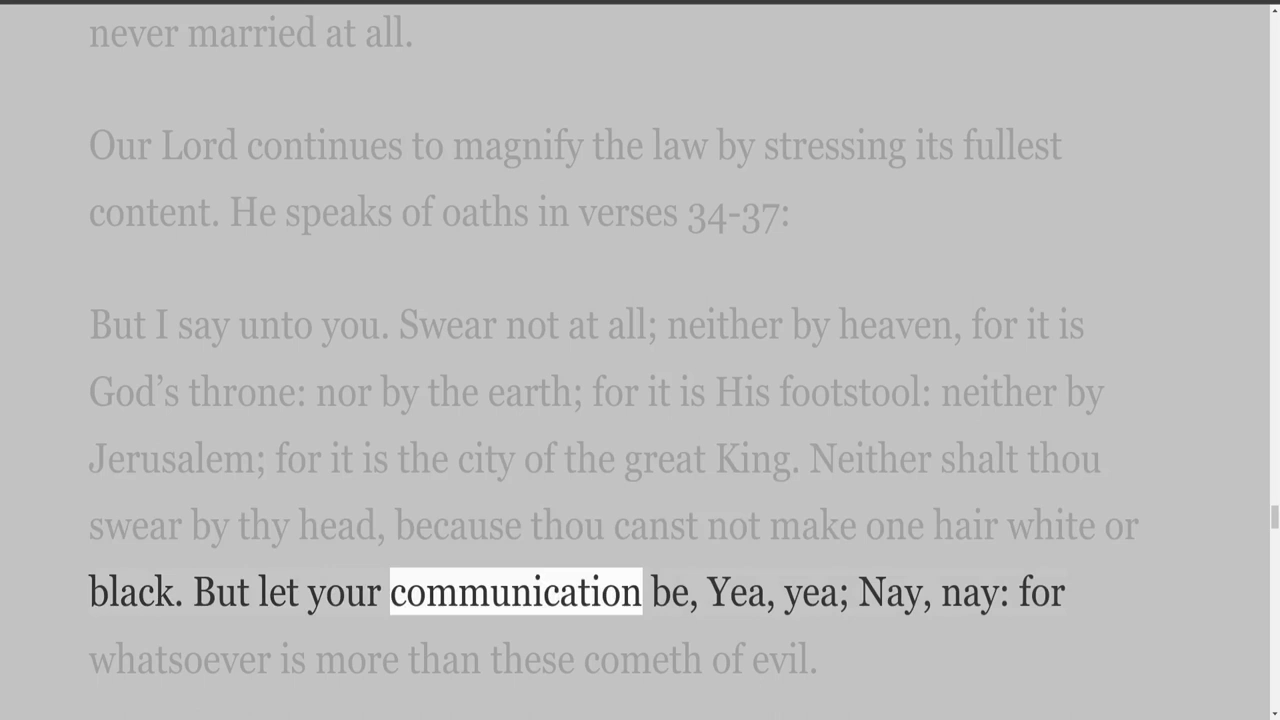 never married at all.
Our Lord continues to magnify the law by stressing its fullest
content. He speaks of oaths in verses 34-37:
But I say unto you. Swear not at all; neither by heaven, for it is
God’s throne: nor by the earth; for it is His footstool: neither by
Jerusalem; for it is the city of the great King. Neither shalt thou
swear by thy head, because thou canst not make one hair white or
black. But let your communication be, Yea, yea; Nay, nay: for
whatsoever is more than these cometh of evil.